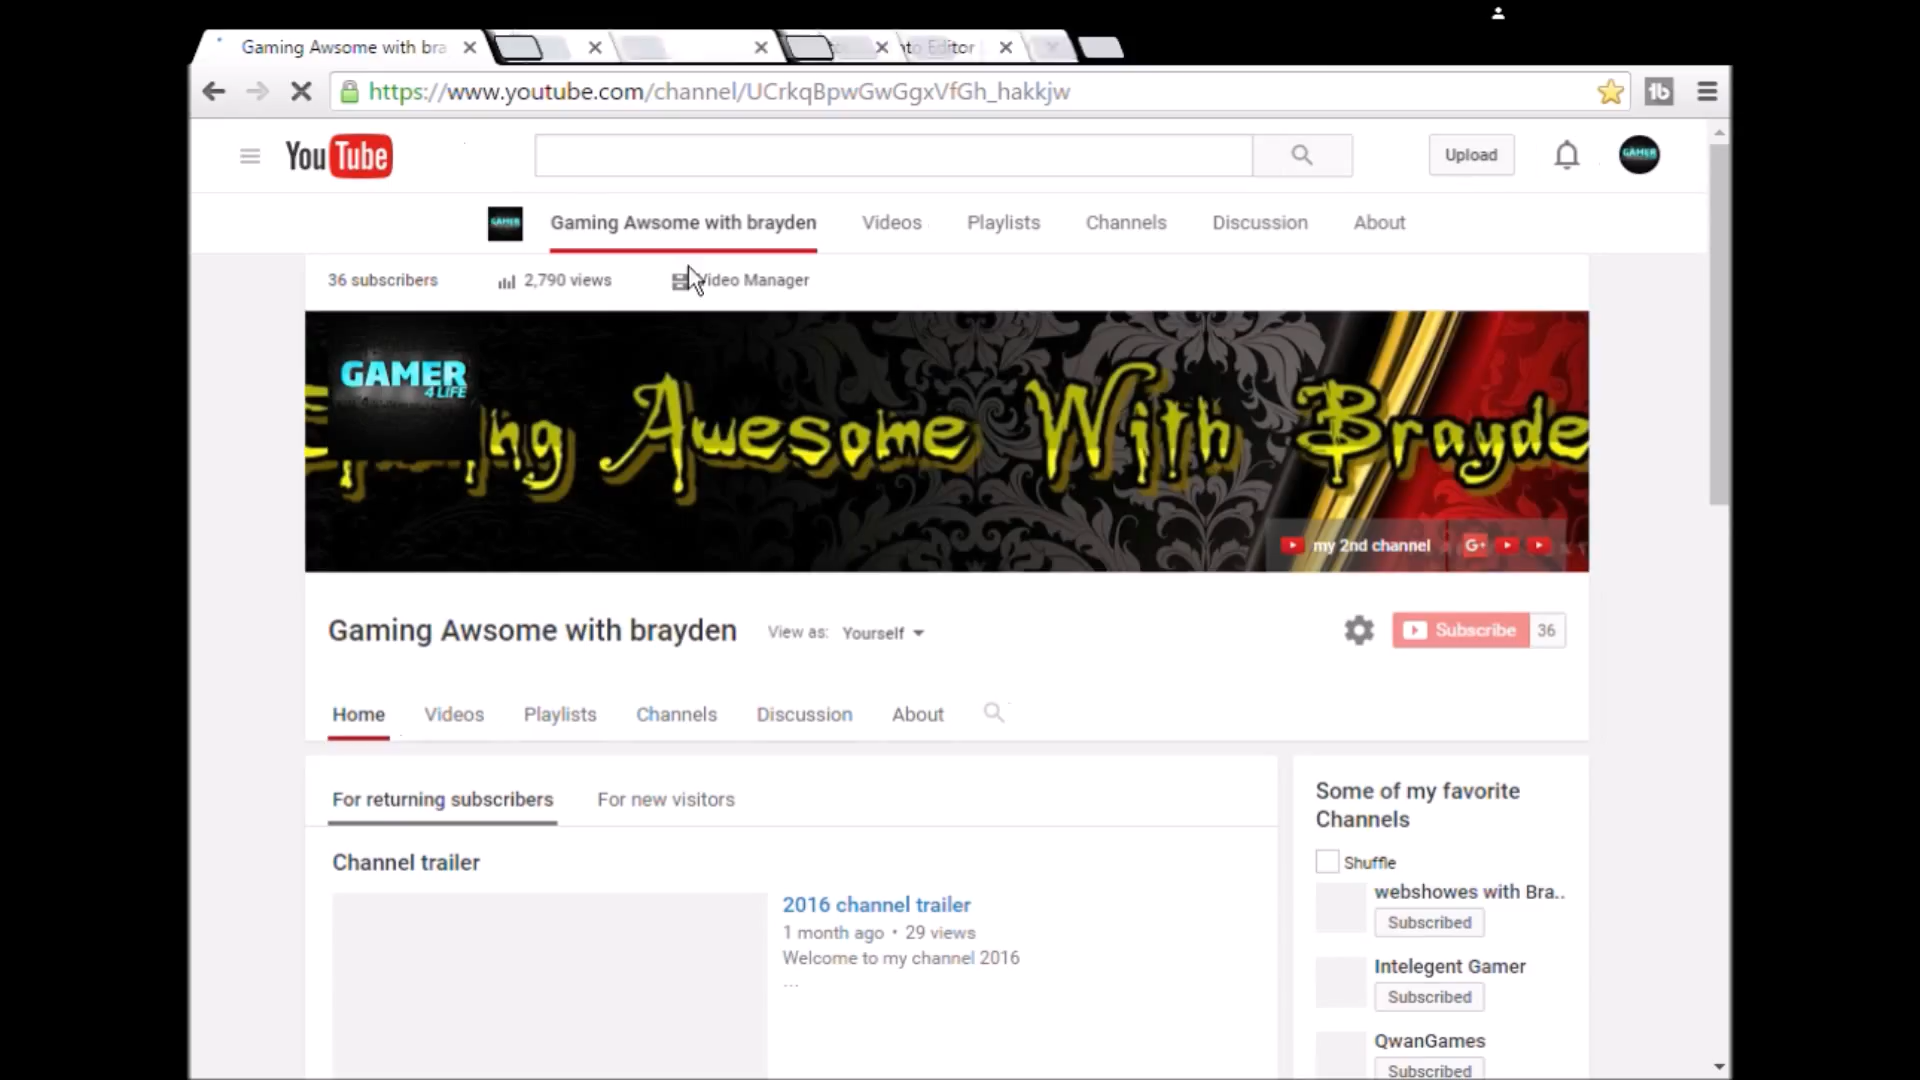 Gaming Awsome with bra
to Editor
https://www.youtube.com/channel/UCrkqBpwGwGgxVfGh_hakkjw
YouTube
Upload
GAMER
GAMER
Gaming Awsome with brayden
Videos
Playlists
Channels
Discussion
About
36 subscribers
2,790 views
Video Manager
GAMER
4 LIFE
ng Awesome With Brayde
my 2nd channel
G+
Gaming Awsome with brayden
View as: Yourself
Subscribe 36
Home
Videos
Playlists
Channels
Discussion
About
For returning subscribers
For new visitors
Channel trailer
2016 channel trailer
1 month ago • 29 views
Welcome to my channel 2016
...
Some of my favorite
Channels
Shuffle
webshowes with Bra..
Subscribed
Intelegent Gamer
Subscribed
QwanGames
Subscribed